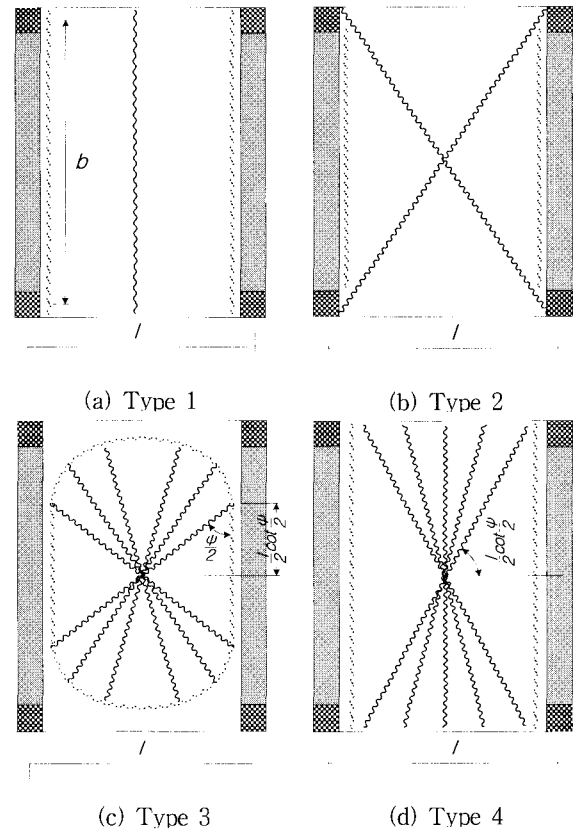 b
l
l
(a) Type 1
(b) Type 2
ψ/2
l/2 cot ψ/2
l/2 cot ψ/2
l
l
(c) Type 3
(d) Type 4